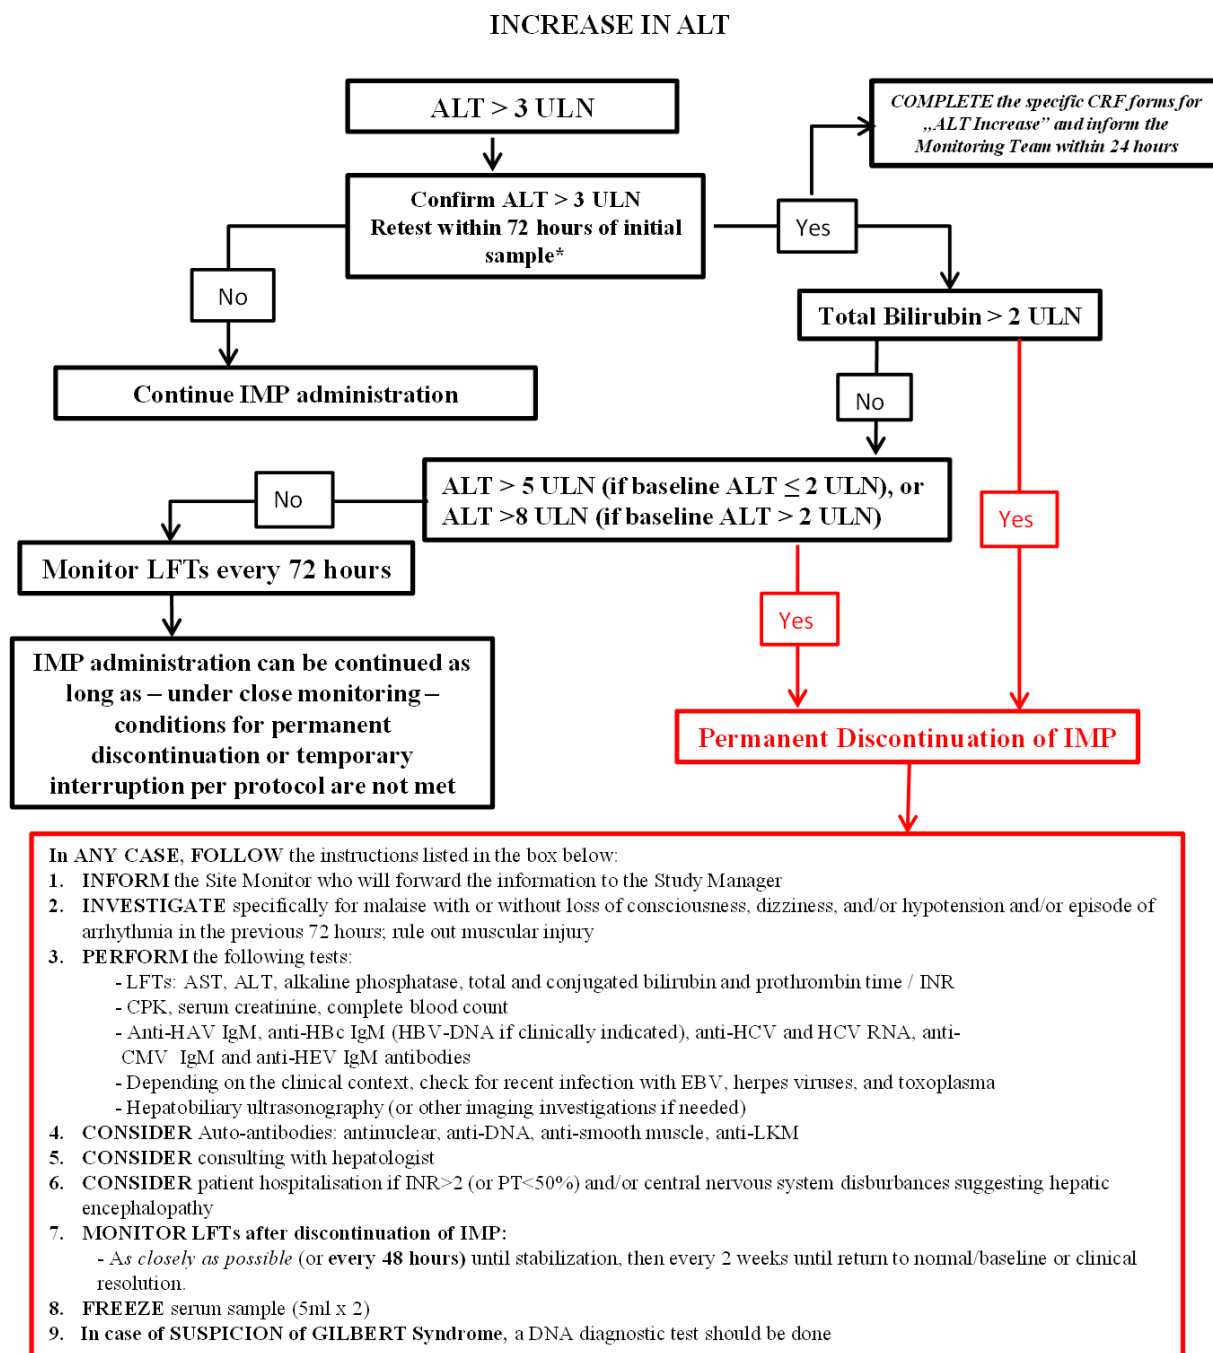 INCREASE IN ALT
ALT > 3 ULN
COMPLETE the specific CRF forms for
„ALT Increase” and inform the
Monitoring Team within 24 hours
Confirm ALT > 3 ULN
Retest within 72 hours of initial
sample*
Yes
No
Total Bilirubin > 2 ULN
Continue IMP administration
No
ALT > 5 ULN (if baseline ALT ≤ 2 ULN), or
ALT >8 ULN (if baseline ALT > 2 ULN)
No
Yes
Monitor LFTs every 72 hours
Yes
IMP administration can be continued as
long as – under close monitoring –
conditions for permanent
discontinuation or temporary
interruption per protocol are not met
Permanent Discontinuation of IMP
In ANY CASE, FOLLOW the instructions listed in the box below:
1. INFORM the Site Monitor who will forward the information to the Study Manager
2. INVESTIGATE specifically for malaise with or without loss of consciousness, dizziness, and/or hypotension and/or episode of
arrhythmia in the previous 72 hours; rule out muscular injury
3. PERFORM the following tests:
- LFTs: AST, ALT, alkaline phosphatase, total and conjugated bilirubin and prothrombin time / INR
- CPK, serum creatinine, complete blood count
- Anti-HAV IgM, anti-HBc IgM (HBV-DNA if clinically indicated), anti-HCV and HCV RNA, anti-
CMV IgM and anti-HEV IgM antibodies
- Depending on the clinical context, check for recent infection with EBV, herpes viruses, and toxoplasma
- Hepatobiliary ultrasonography (or other imaging investigations if needed)
4. CONSIDER Auto-antibodies: antinuclear, anti-DNA, anti-smooth muscle, anti-LKM
5. CONSIDER consulting with hepatologist
6. CONSIDER patient hospitalisation if INR>2 (or PT<50%) and/or central nervous system disburbances suggesting hepatic
encephalopathy
7. MONITOR LFTs after discontinuation of IMP:
- As closely as possible (or every 48 hours) until stabilization, then every 2 weeks until return to normal/baseline or clinical
resolution.
8. FREEZE serum sample (5ml x 2)
9. In case of SUSPICION of GILBERT Syndrome, a DNA diagnostic test should be done